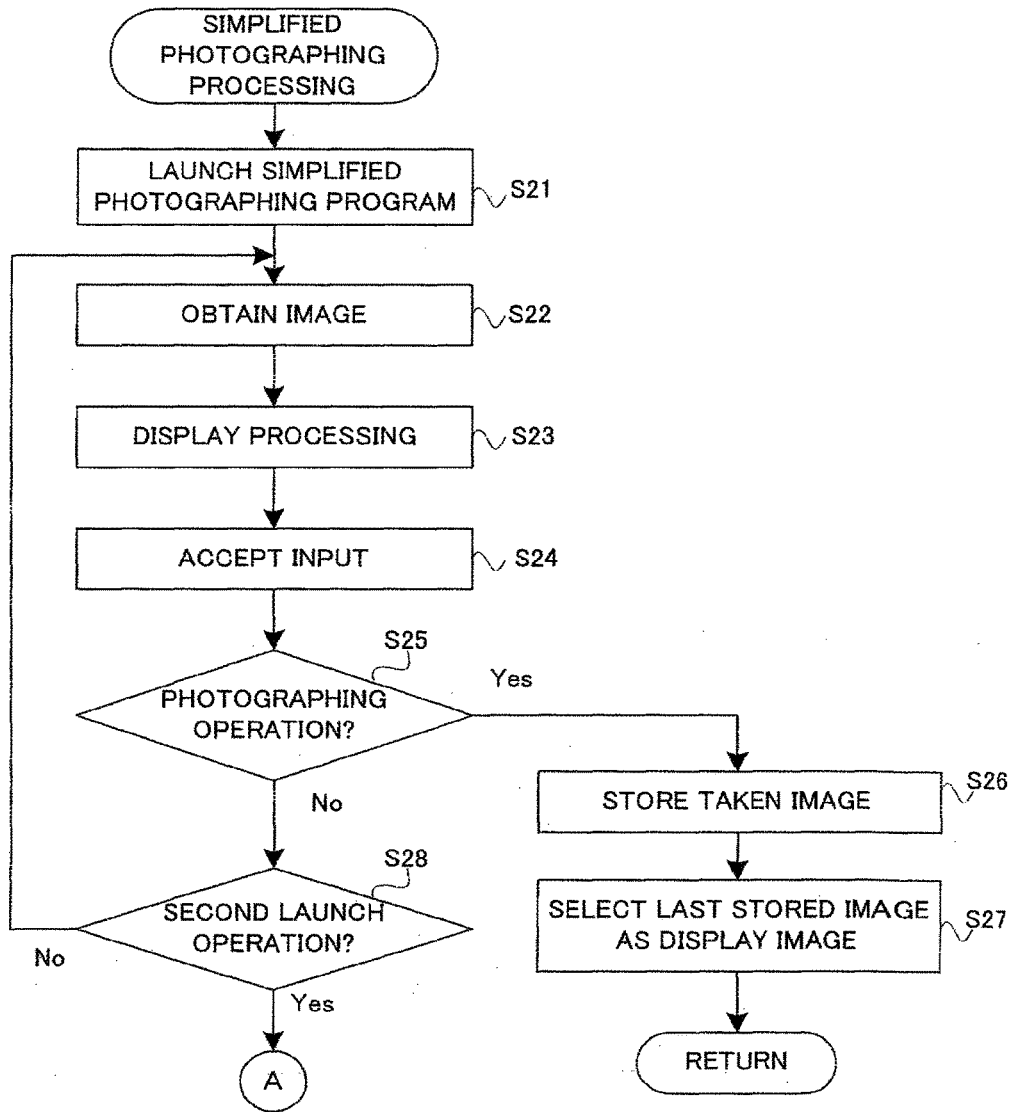 SIMPLIFIED
PHOTOGRAPHING
PROCESSING
LAUNCH SIMPLIFIED
PHOTOGRAPHING PROGRAM
S21
OBTAIN IMAGE
S22
DISPLAY PROCESSING
S23
ACCEPT INPUT
S24
S25
PHOTOGRAPHING
OPERATION?
Yes
No
STORE TAKEN IMAGE
S26
SELECT LAST STORED IMAGE
AS DISPLAY IMAGE
S27
RETURN
S28
SECOND LAUNCH
OPERATION?
No
Yes
A